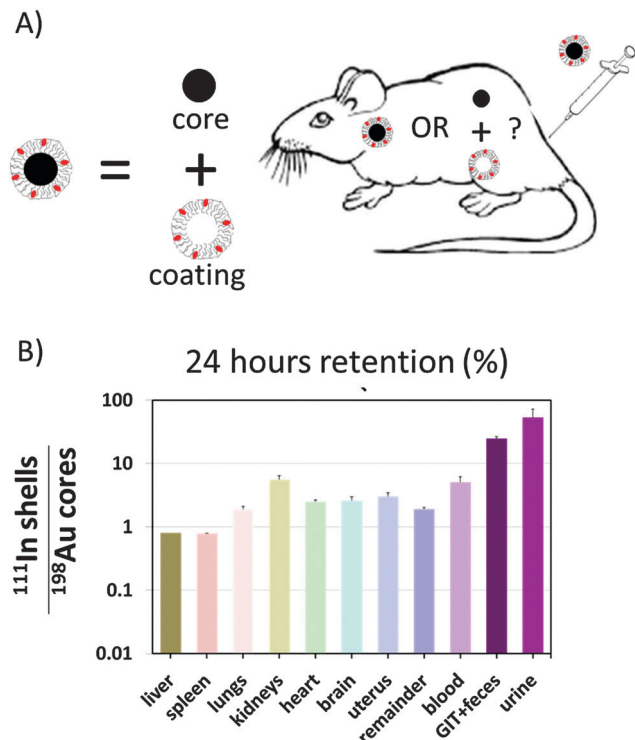 A)
=
core
+
coating
OR
+ ?
B)
24 hours retention (%)
111In shells
198Au cores
100
10
1
0.1
0.01
liver
spleen
lungs
kidneys
heart
brain
uterus
remainder
blood
GIT+feces
urine